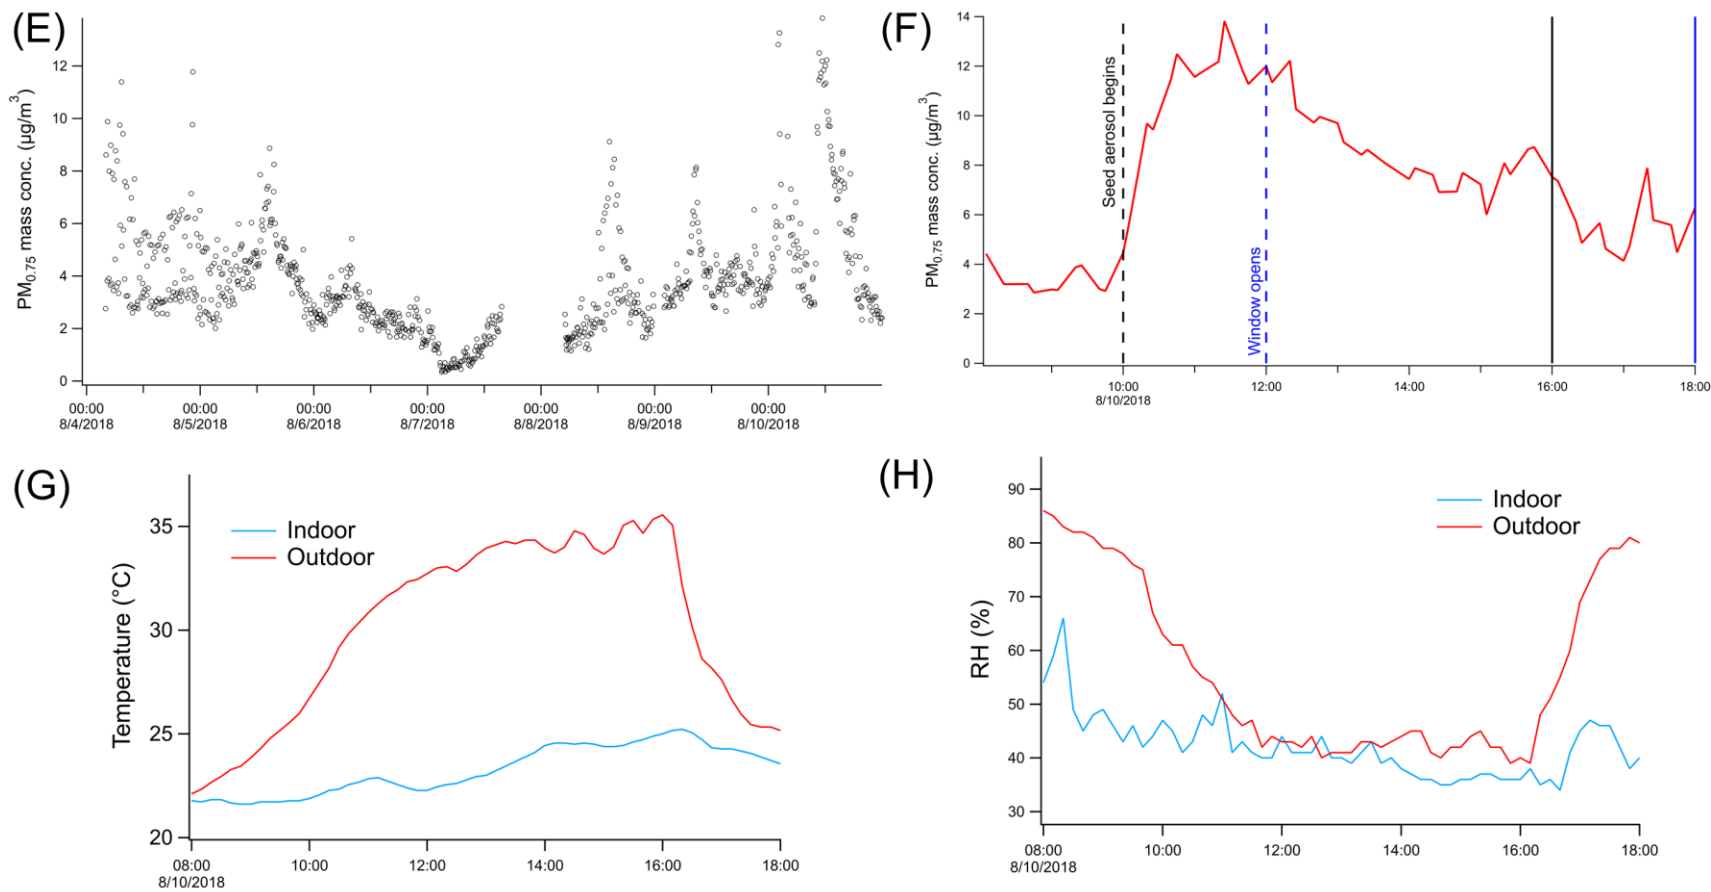 (E)
PM0.75 mass conc. (µg/m3)
12
10
8
6
4
2
0
00:00 00:00 00:00 00:00 00:00 00:00 00:00
8/4/2018 8/5/2018 8/6/2018 8/7/2018 8/8/2018 8/9/2018 8/10/2018
(F)
PM0.75 mass conc. (µg/m3)
14
12
10
8
6
4
2
0
Seed aerosol begins
Window opens
10:00 12:00 14:00 16:00 18:00
8/10/2018
(G)
Temperature (°C)
35
30
25
20
Indoor
Outdoor
08:00 10:00 12:00 14:00 16:00 18:00
8/10/2018
(H)
RH (%)
90
80
70
60
50
40
30
Indoor
Outdoor
08:00 10:00 12:00 14:00 16:00 18:00
8/10/2018